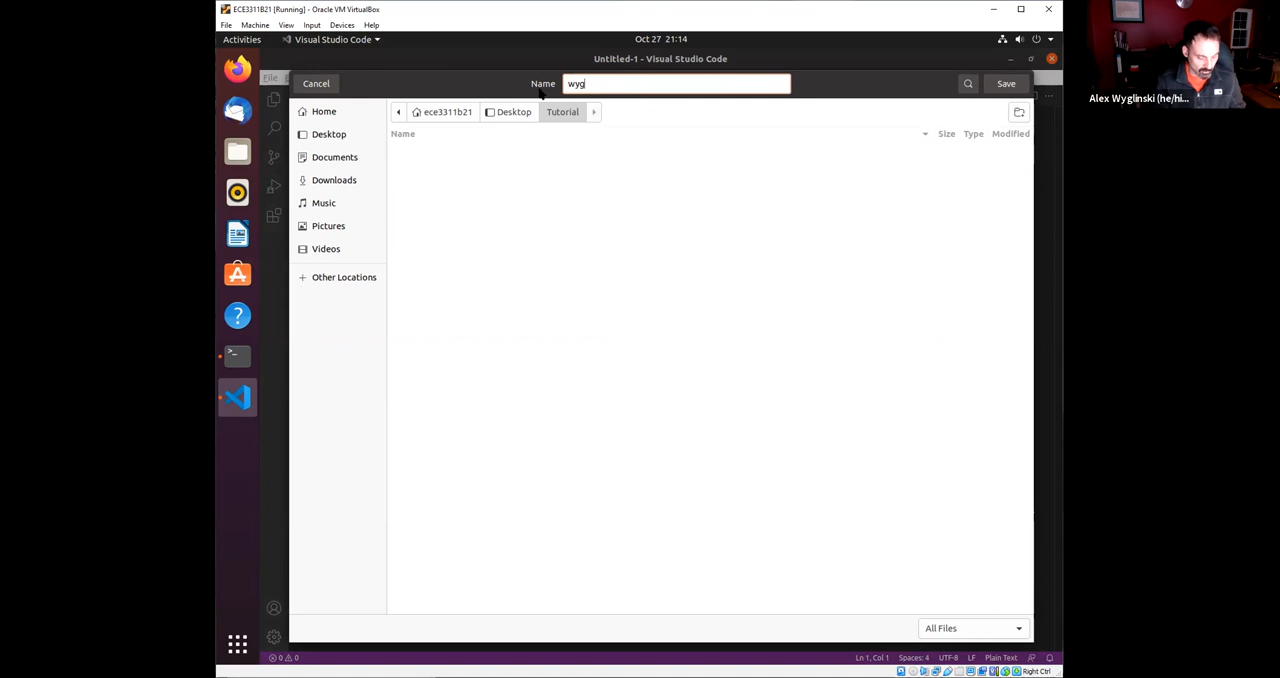 ECE3311B21 [Running] - Oracle VM VirtualBox
File Machine View Input Devices Help
Activities Visual Studio Code Oct 27 21:14
Untitled-1 - Visual Studio Code
File
Cancel Name wyg Save
Home ece3311b21 Desktop Tutorial
Desktop Name Size Type Modified
Documents
Downloads
Music
Pictures
Videos
Other Locations
All Files
0 0 Ln 1, Col 1 Spaces: 4 UTF-8 LF Plain Text
Right Ctrl
Alex Wyglinski (he/hi...